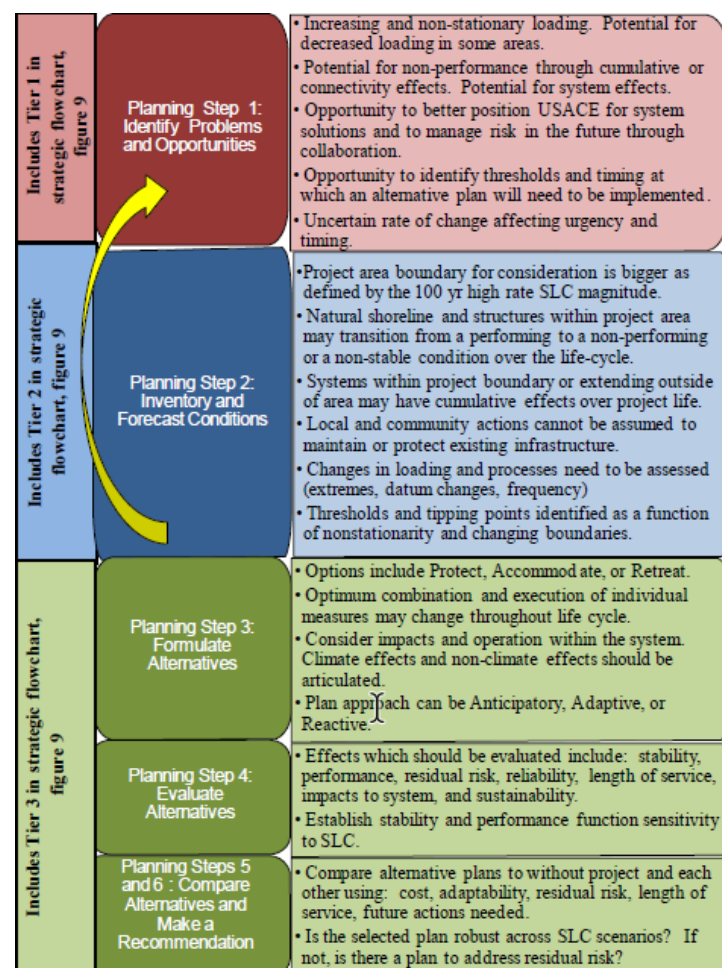 Includes Tier 1 in
strategic flowchart,
figure 9
Planning Step 1:
Identify Problems
and Opportunities
• Increasing and non-stationary loading. Potential for
decreased loading in some areas.
• Potential for non-performance through cumulative or
connectivity effects. Potential for system effects.
• Opportunity to better position USACE for system
solutions and to manage risk in the future through
collaboration.
• Opportunity to identify thresholds and timing at
which an alternative plan will need to be implemented.
• Uncertain rate of change affecting urgency and
timing.
Includes Tier 2 in strategic
flowchart, figure 9
Planning Step 2:
Inventory and
Forecast Conditions
• Project area boundary for consideration is bigger as
defined by the 100 yr high rate SLC magnitude.
• Natural shoreline and structures within project area
may transition from a performing to a non-performing
or a non-stable condition over the life-cycle.
• Systems within project boundary or extending outside
of area may have cumulative effects over project life.
• Local and community actions cannot be assumed to
maintain or protect existing infrastructure.
• Changes in loading and processes need to be assessed
(extremes, datum changes, frequency)
• Thresholds and tipping points identified as a function
of nonstationarity and changing boundaries.
Includes Tier 3 in strategic flowchart,
figure 9
Planning Step 3:
Formulate
Alternatives
• Options include Protect, Accommodate, or Retreat.
• Optimum combination and execution of individual
measures may change throughout life cycle.
• Consider impacts and operation within the system.
Climate effects and non-climate effects should be
articulated.
• Plan approach can be Anticipatory, Adaptive, or
Reactive.
Planning Step 4:
Evaluate
Alternatives
• Effects which should be evaluated include: stability,
performance, residual risk, reliability, length of service,
impacts to system, and sustainability.
• Establish stability and performance function sensitivity
to SLC.
Planning Steps 5
and 6 : Compare
Alternatives and
Make a
Recommendation
• Compare alternative plans to without project and each
other using: cost, adaptability, residual risk, length of
service, future actions needed.
• Is the selected plan robust across SLC scenarios? If
not, is there a plan to address residual risk?